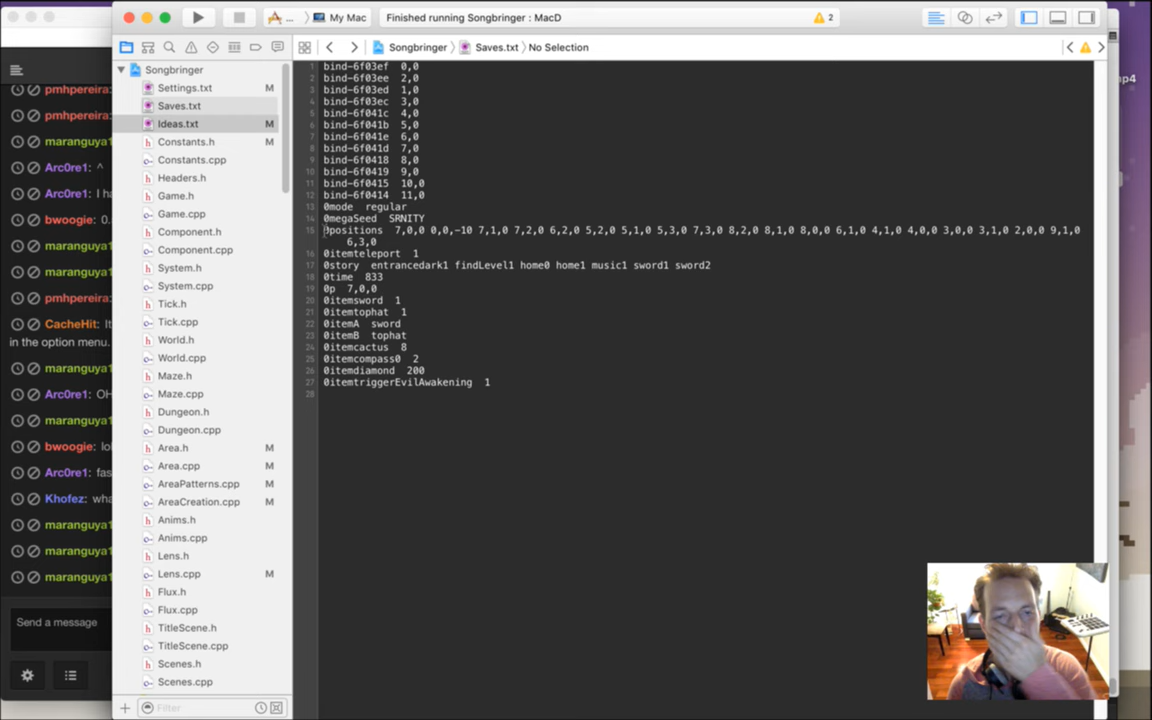 My Mac
Finished running Songbringer : MacD
2
Songbringer
Saves.txt
No Selection
mp4
pmhpereira:
pmhpereira:
maranguya1
Arc0re1: ^
Arc0re1: I ha
bwoogie: 0.
maranguya1
Arc0re1:
maranguya1
pmhpereira:
CacheHit: It
in the option menu.
maranguya1
Arc0re1: OH
maranguya1
bwoogie: lol
Arc0re1: fas
Khofez: wha
maranguya1
maranguya1
maranguya1
Send a message
Songbringer
Settings.txt M
Saves.txt
Ideas.txt M
Constants.h M
Constants.cpp
Headers.h
Game.h
Game.cpp
Component.h
Component.cpp
System.h
System.cpp
Tick.h
Tick.cpp
World.h
World.cpp
Maze.h
Maze.cpp
Dungeon.h
Dungeon.cpp
Area.h M
Area.cpp M
AreaPatterns.cpp M
AreaCreation.cpp M
Anims.h
Anims.cpp
Lens.h
Lens.cpp M
Flux.h
Flux.cpp
TitleScene.h
TitleScene.cpp
Scenes.h
Scenes.cpp
Filter
1 bind-6f03ef 0,0
2 bind-6f03ee 2,0
3 bind-6f03ed 1,0
4 bind-6f03ec 3,0
5 bind-6f041c 4,0
6 bind-6f041b 5,0
7 bind-6f041e 6,0
8 bind-6f041d 7,0
9 bind-6f0418 8,0
10 bind-6f0419 9,0
11 bind-6f0415 10,0
12 bind-6f0414 11,0
13 0mode regular
14 0megaSeed SRNITY
15 0positions 7,0,0 0,0,-10 7,1,0 7,2,0 6,2,0 5,2,0 5,1,0 5,3,0 7,3,0 8,2,0 8,1,0 8,0,0 6,1,0 4,1,0 4,0,0 3,0,0 3,1,0 2,0,0 9,1,0
6,3,0
16 0itemteleport 1
17 0story entrancedark1 findLevel1 home0 home1 music1 sword1 sword2
18 0time 833
19 0p 7,0,0
20 0itemsword 1
21 0itemtophat 1
22 0itemA sword
23 0itemB tophat
24 0itemcactus 8
25 0itemcompass0 2
26 0itemdiamond 200
27 0itemtriggerEvilAwakening 1
28